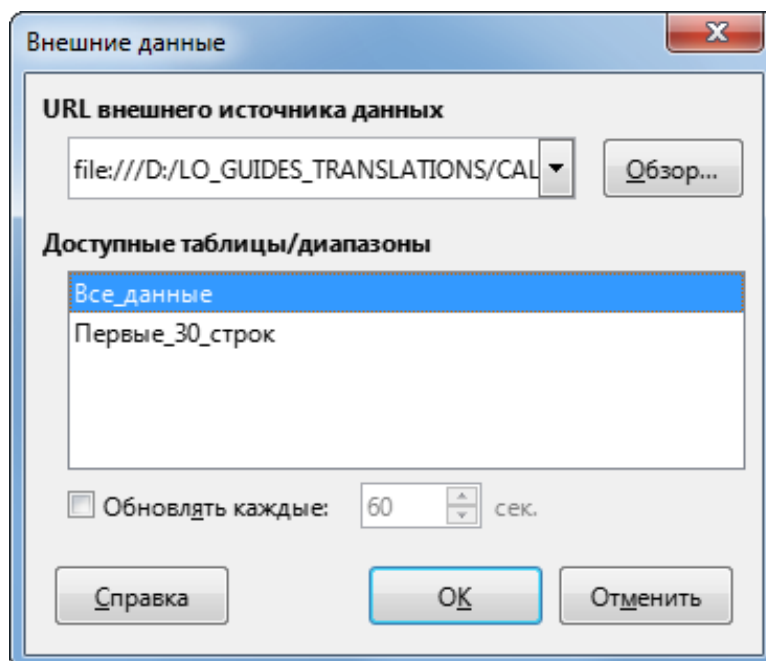 Внешние данные
URL внешнего источника данных
file:///D:/LO_GUIDES_TRANSLATIONS/CAL
Обзор...
Доступные таблицы/диапазоны
Все_данные
Первые_30_строк
Обновлять каждые: 60 сек.
Справка OK Отменить